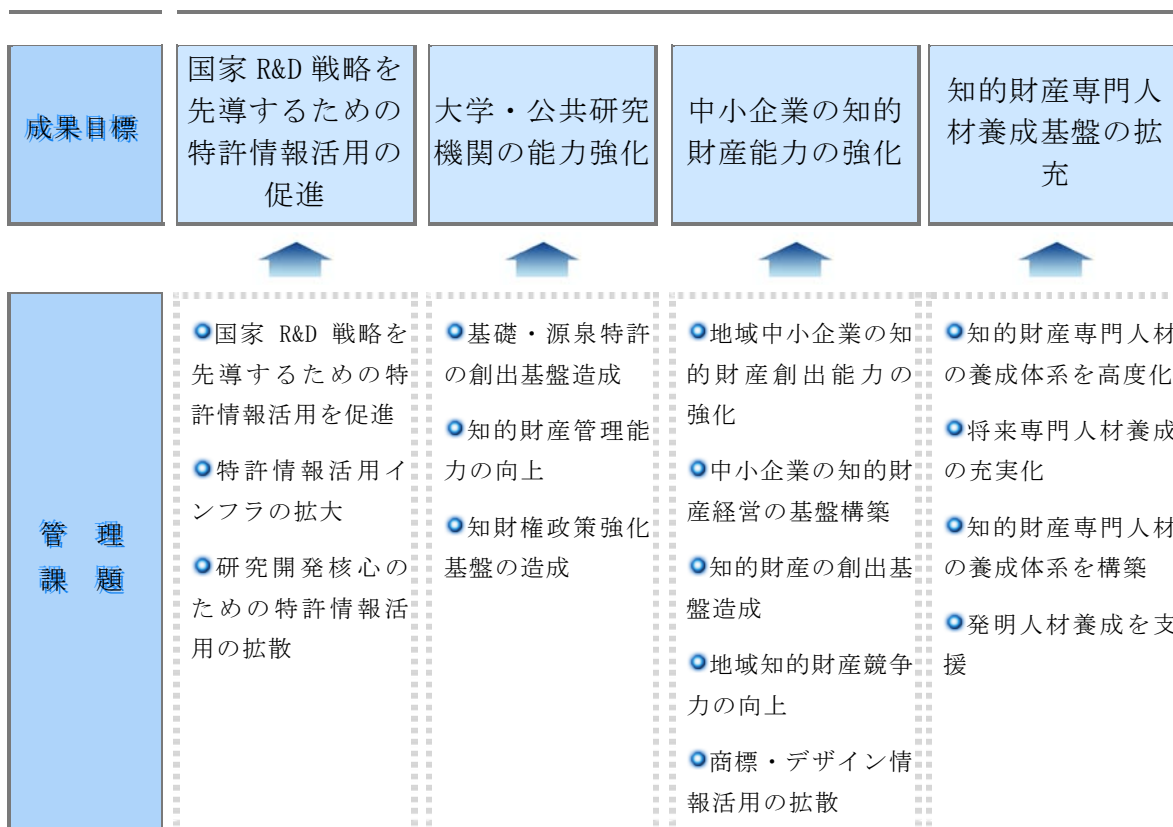 成果目標
国家 R&D 戦略を
先導するための
特許情報活用の
促進
大学・公共研究
機関の能力強化
中小企業の知的
財産能力の強化
知的財産専門人
材養成基盤の拡
充
管 理
課 題
国家 R&D 戦略を
先導するための特
許情報活用を促進
特許情報活用イ
ンフラの拡大
研究開発核心の
ための特許情報活
用の拡散
基礎・源泉特許
の創出基盤造成
知的財産管理能
力の向上
知財権政策強化
基盤の造成
地域中小企業の知
的財産創出能力の
強化
中小企業の知的財
産経営の基盤構築
知的財産の創出基
盤造成
地域知的財産競争
力の向上
商標・デザイン情
報活用の拡散
知的財産専門人材
の養成体系を高度化
将来専門人材養成
の充実化
知的財産専門人材
の養成体系を構築
発明人材養成を支
援